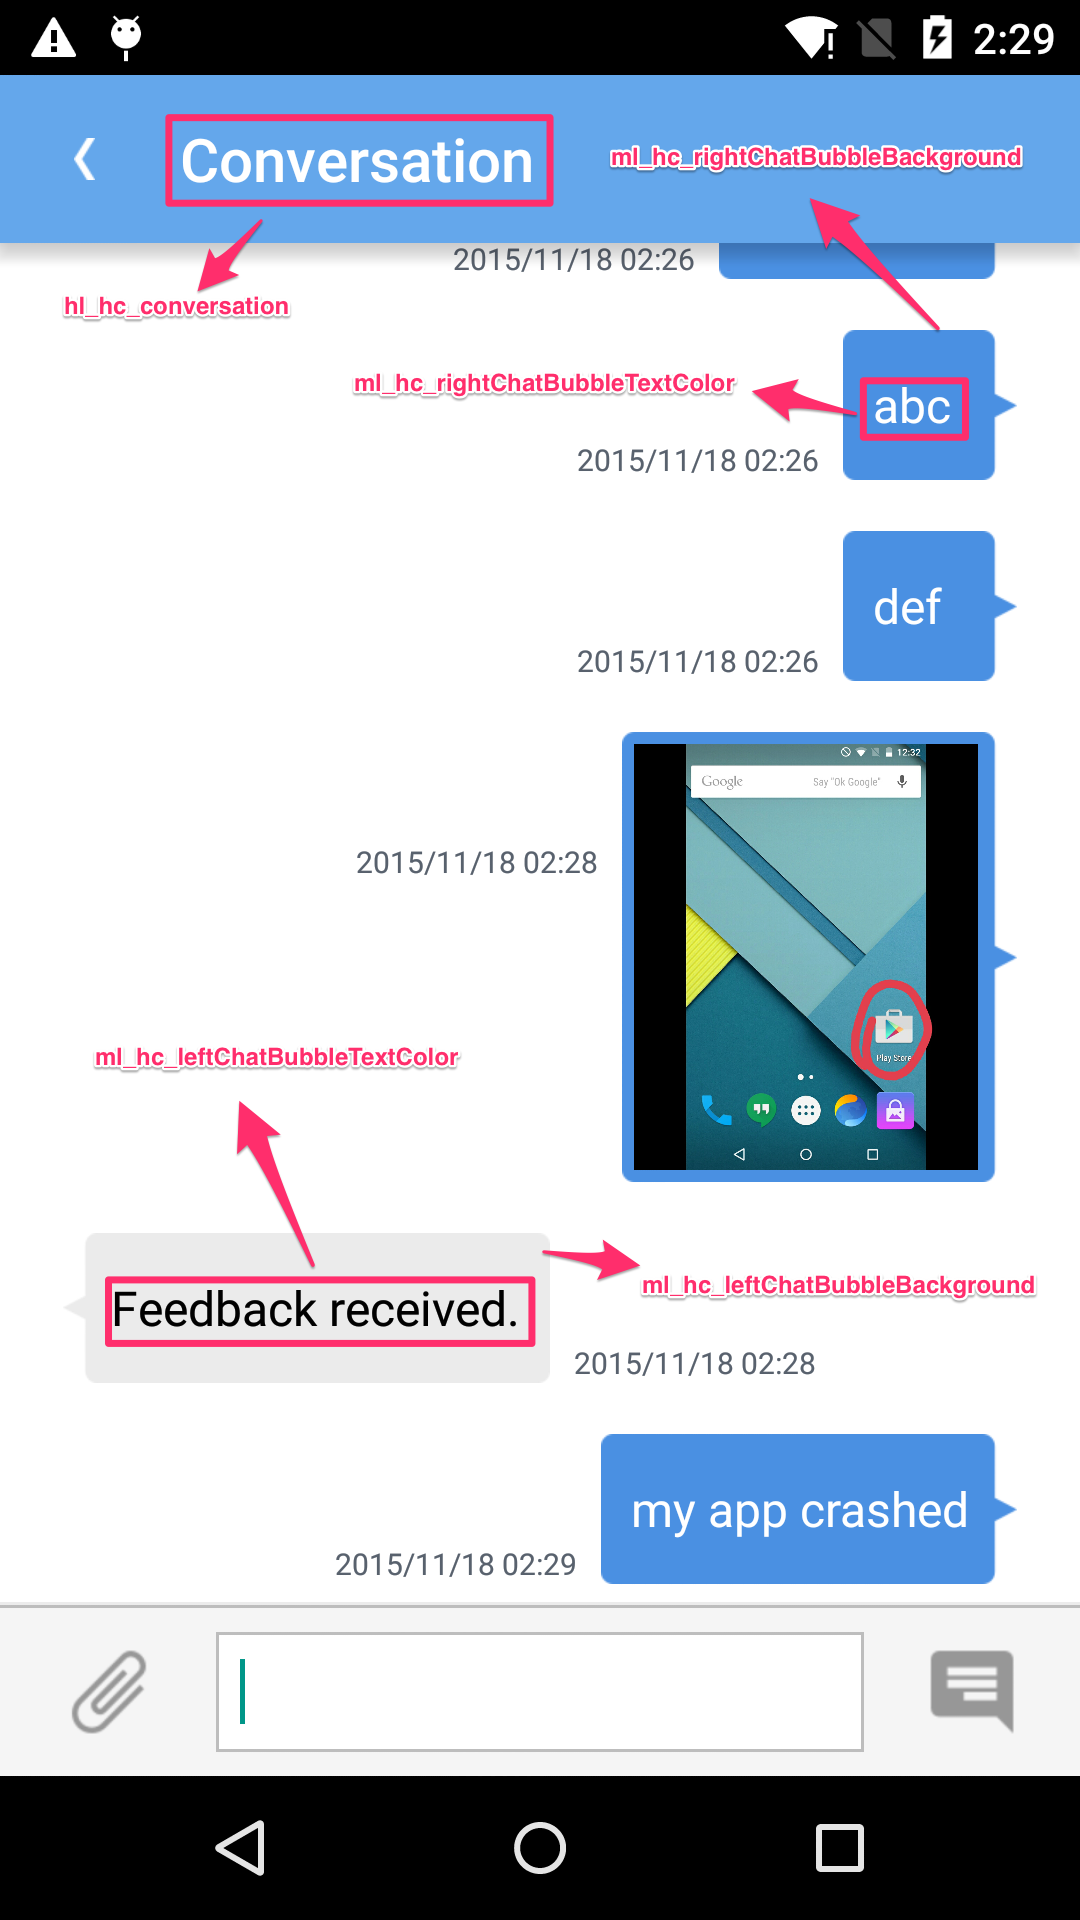 2:29
Conversation
ml_hc_rightChatBubbleBackground
2015/11/18 02:26
hl_hc_conversation
ml_hc_rightChatBubbleTextColor
abc
2015/11/18 02:26
def
2015/11/18 02:26
12:32
Google Say "Ok Google"
2015/11/18 02:28
Play Store
ml_hc_leftChatBubbleTextColor
ml_hc_leftChatBubbleBackground
Feedback received.
2015/11/18 02:28
my app crashed
2015/11/18 02:29